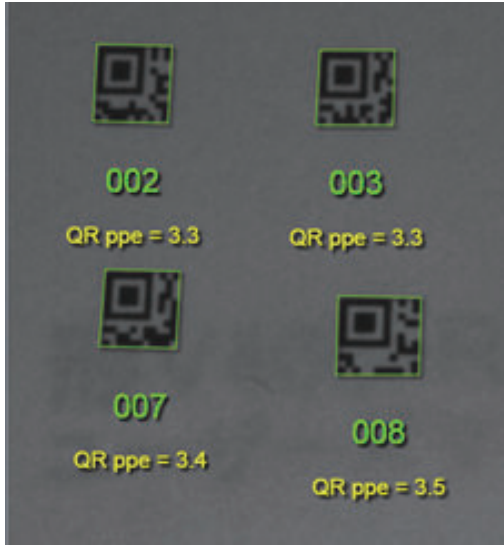 002
003
QR ppe = 3.3
QR ppe = 3.3
007
008
QR ppe = 3.4
QR ppe = 3.5